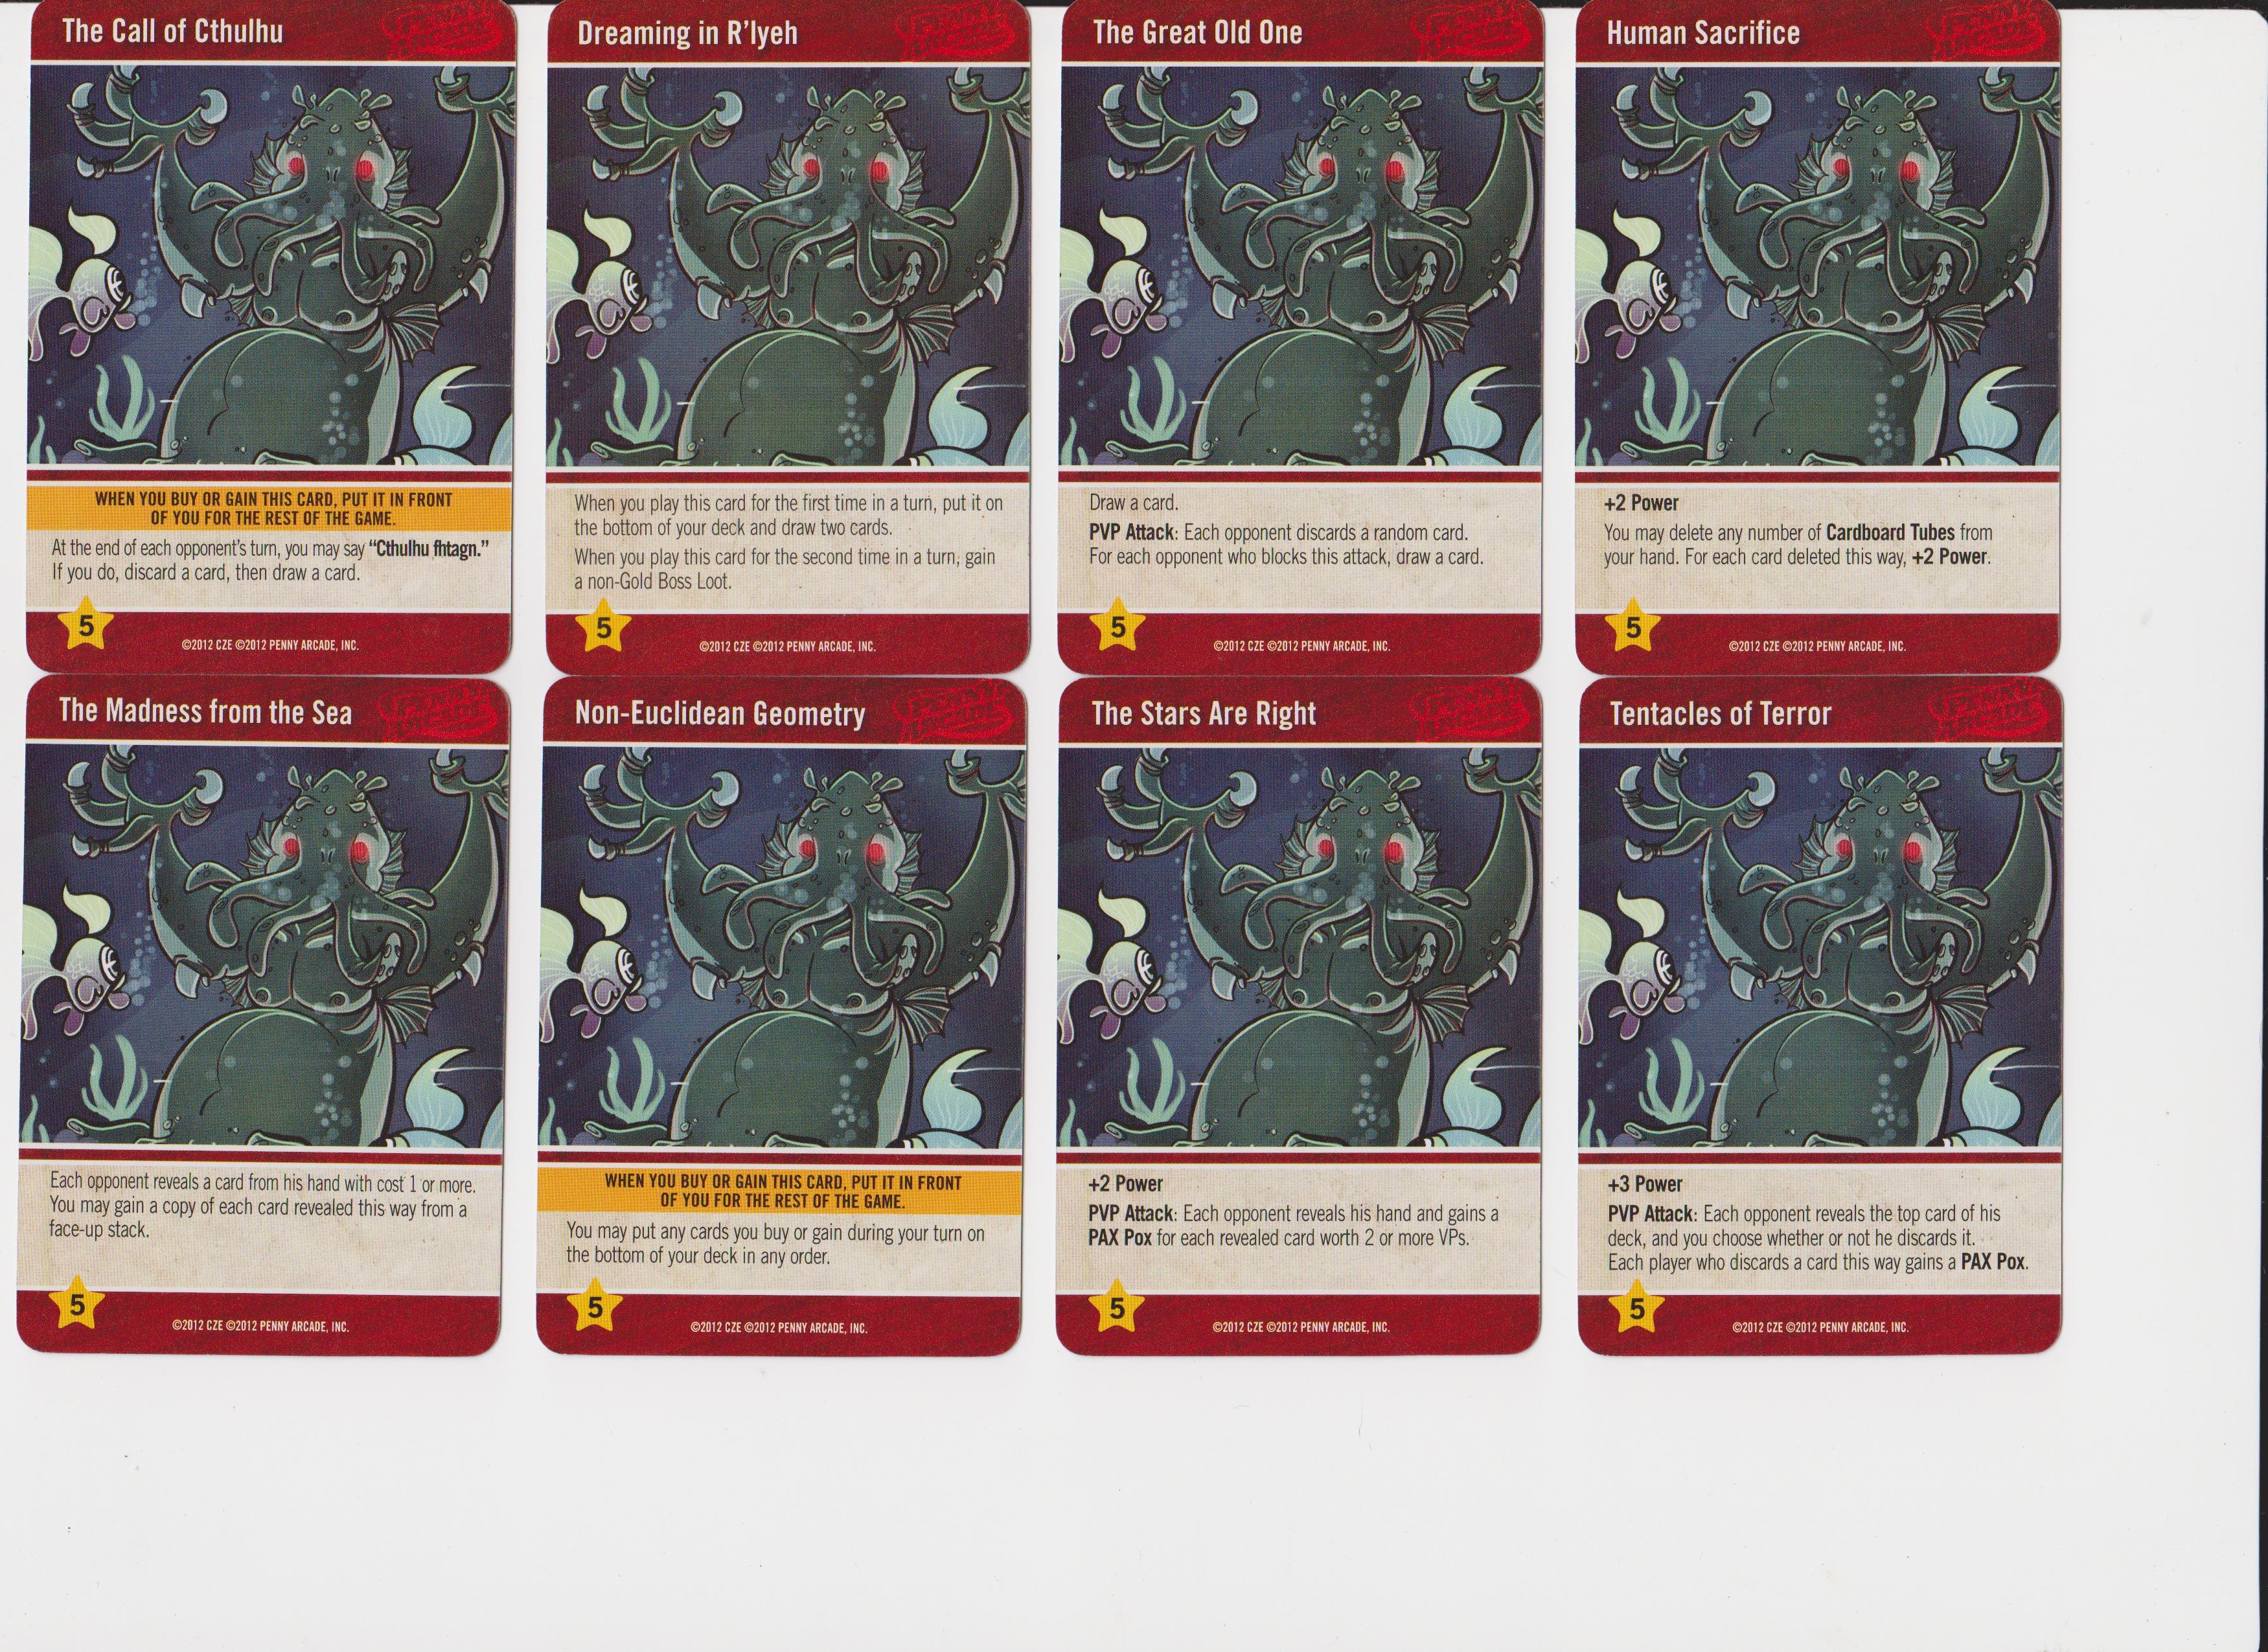 The Call of Cthulhu
PENNY ARCADE
WHEN YOU BUY OR GAIN THIS CARD, PUT IT IN FRONT
OF YOU FOR THE REST OF THE GAME.
At the end of each opponent's turn, you may say "Cthulhu fhtagn."
If you do, discard a card, then draw a card.
5
©2012 CZE ©2012 PENNY ARCADE, INC.
Dreaming in R'lyeh
PENNY ARCADE
When you play this card for the first time in a turn, put it on
the bottom of your deck and draw two cards.
When you play this card for the second time in a turn, gain
a non-Gold Boss Loot.
5
©2012 CZE ©2012 PENNY ARCADE, INC.
The Great Old One
PENNY ARCADE
Draw a card.
PVP Attack: Each opponent discards a random card.
For each opponent who blocks this attack, draw a card.
5
©2012 CZE ©2012 PENNY ARCADE, INC.
Human Sacrifice
PENNY ARCADE
+2 Power
You may delete any number of Cardboard Tubes from
your hand. For each card deleted this way, +2 Power.
5
©2012 CZE ©2012 PENNY ARCADE, INC.
The Madness from the Sea
PENNY ARCADE
Each opponent reveals a card from his hand with cost 1 or more.
You may gain a copy of each card revealed this way from a
face-up stack.
5
©2012 CZE ©2012 PENNY ARCADE, INC.
Non-Euclidean Geometry
PENNY ARCADE
WHEN YOU BUY OR GAIN THIS CARD, PUT IT IN FRONT
OF YOU FOR THE REST OF THE GAME.
You may put any cards you buy or gain during your turn on
the bottom of your deck in any order.
5
©2012 CZE ©2012 PENNY ARCADE, INC.
The Stars Are Right
PENNY ARCADE
+2 Power
PVP Attack: Each opponent reveals his hand and gains a
PAX Pox for each revealed card worth 2 or more VPs.
5
©2012 CZE ©2012 PENNY ARCADE, INC.
Tentacles of Terror
PENNY ARCADE
+3 Power
PVP Attack: Each opponent reveals the top card of his
deck, and you choose whether or not he discards it.
Each player who discards a card this way gains a PAX Pox.
5
©2012 CZE ©2012 PENNY ARCADE, INC.